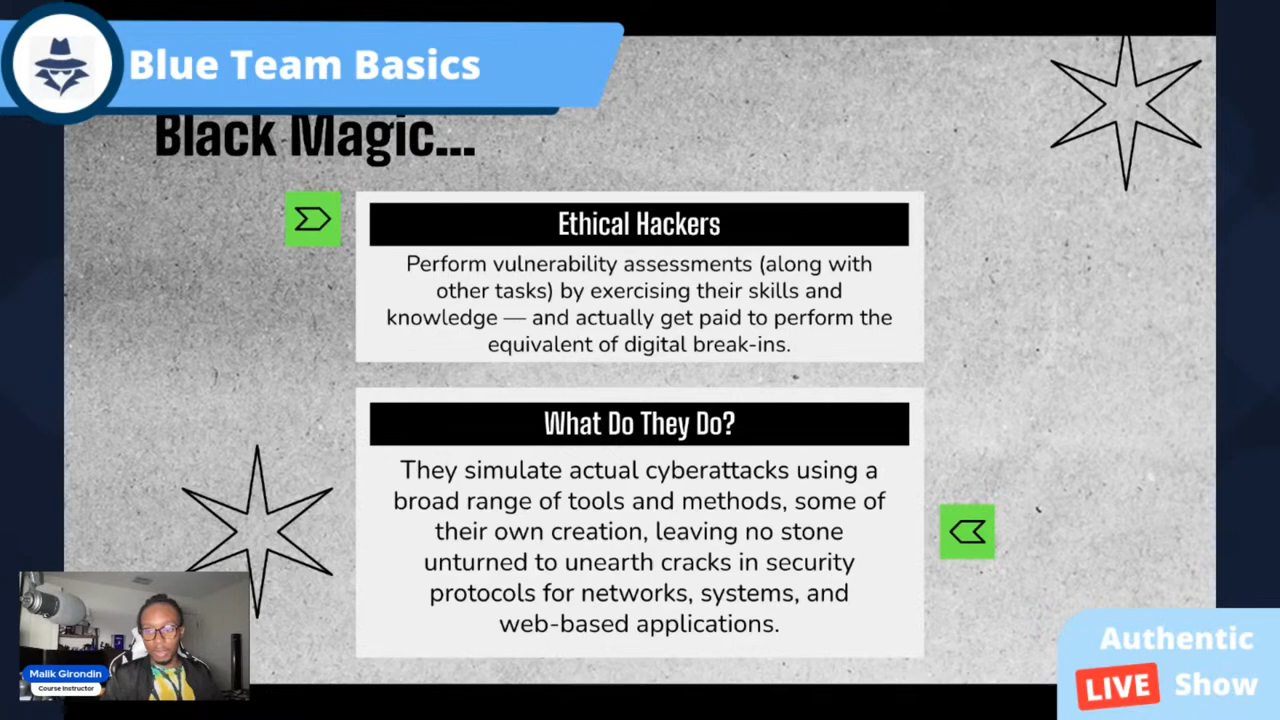 Blue Team Basics
Black Magic...
Ethical Hackers
Perform vulnerability assessments (along with
other tasks) by exercising their skills and
knowledge — and actually get paid to perform the
equivalent of digital break-ins.
What Do They Do?
They simulate actual cyberattacks using a
broad range of tools and methods, some of
their own creation, leaving no stone
unturned to unearth cracks in security
protocols for networks, systems, and
web-based applications.
Malik Girondin
Course Instructor
Authentic
LIVE Show